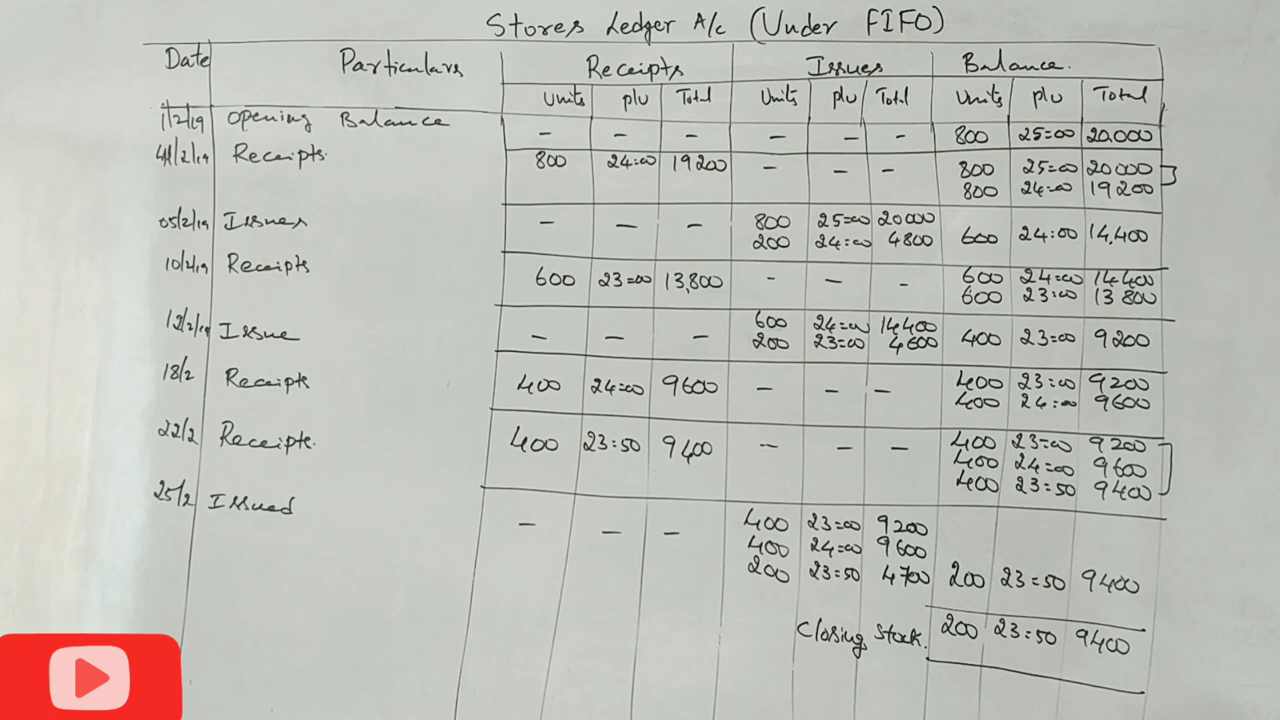 Stores Ledger A/c (Under FIFO)
Date Particulars Receipts Issues Balance.
Units p/u Total Units p/u Total Units p/u Total
1/2/19 Opening Balance - - - - - - 800 25=00 20000
4/2/19 Receipts. 800 24=00 19200 - - - 800 25=00 20000
800 24=00 19200
05/2/19 Issues - - - 800 25=00 20000
200 24=00 4800 600 24=00 14,400
10/2/19 Receipts 600 23=00 13,800 - - - 600 24=00 14400
600 23=00 13800
12/2/19 Issue - - - 600 24=00 14400
200 23=00 4600 400 23=00 9200
18/2 Receipts 400 24=00 9600 - - - 400 23=00 9200
400 24=00 9600
22/2 Receipts. 400 23=50 9400 - - - 400 23=00 9200
400 24=00 9600
400 23=50 9400
25/2 Issued - - - 400 23=00 9200
400 24=00 9600
200 23=50 4700 200 23=50 9400
Closing Stock. 200 23=50 9400